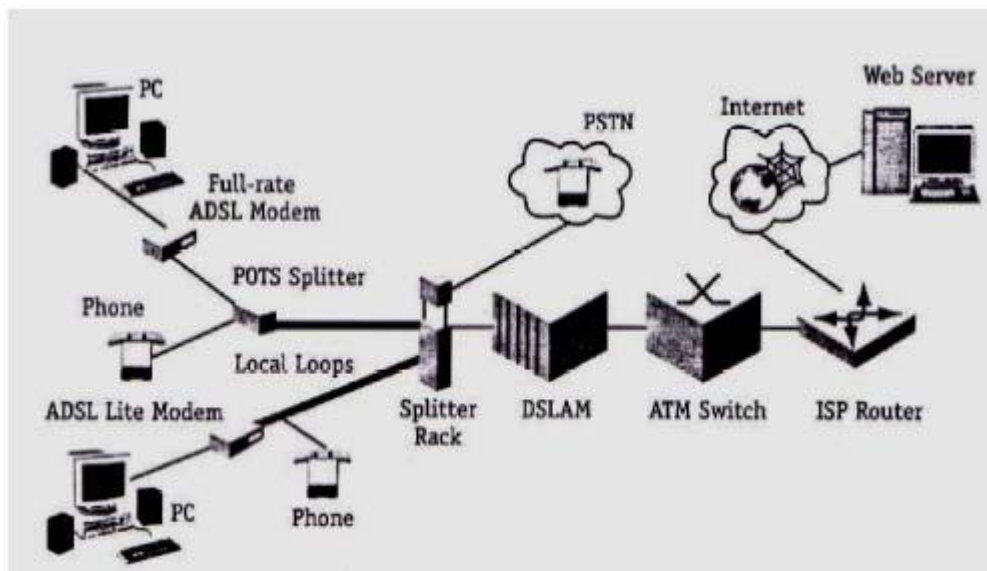 PC
Web Server
Internet
PSTN
Full-rate
ADSL Modem
POTS Splitter
Phone
Local Loops
ADSL Lite Modem
Splitter
Rack
DSLAM
ATM Switch
ISP Router
PC
Phone